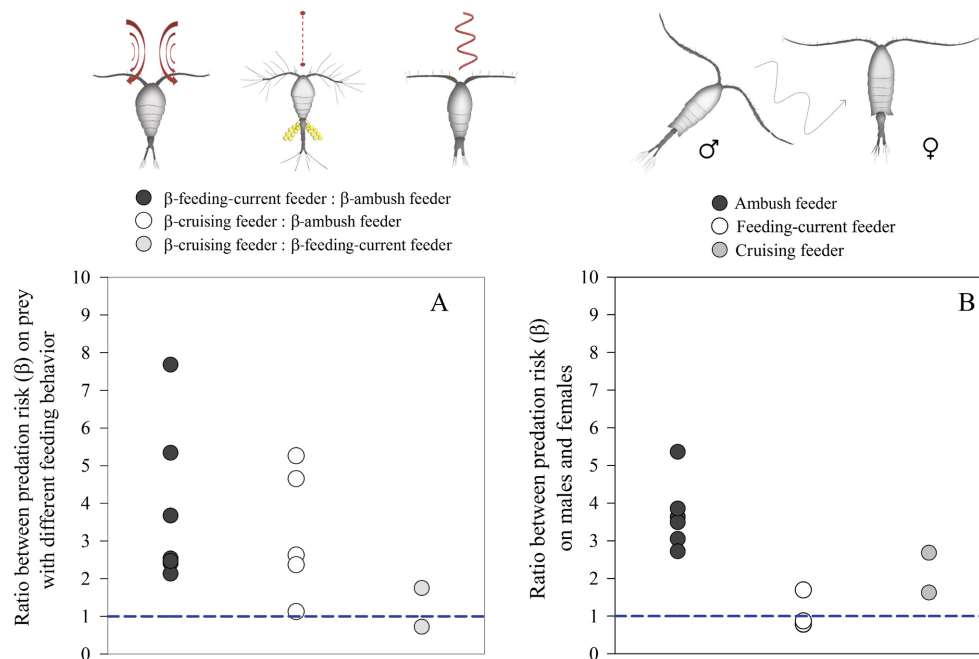 ♂
♀
β-feeding-current feeder : β-ambush feeder
β-cruising feeder : β-ambush feeder
β-cruising feeder : β-feeding-current feeder
Ambush feeder
Feeding-current feeder
Cruising feeder
Ratio between predation risk (β) on prey
with different feeding behavior
10
9
8
7
6
5
4
3
2
1
0
A
Ratio between predation risk (β)
on males and females
10
9
8
7
6
5
4
3
2
1
0
B